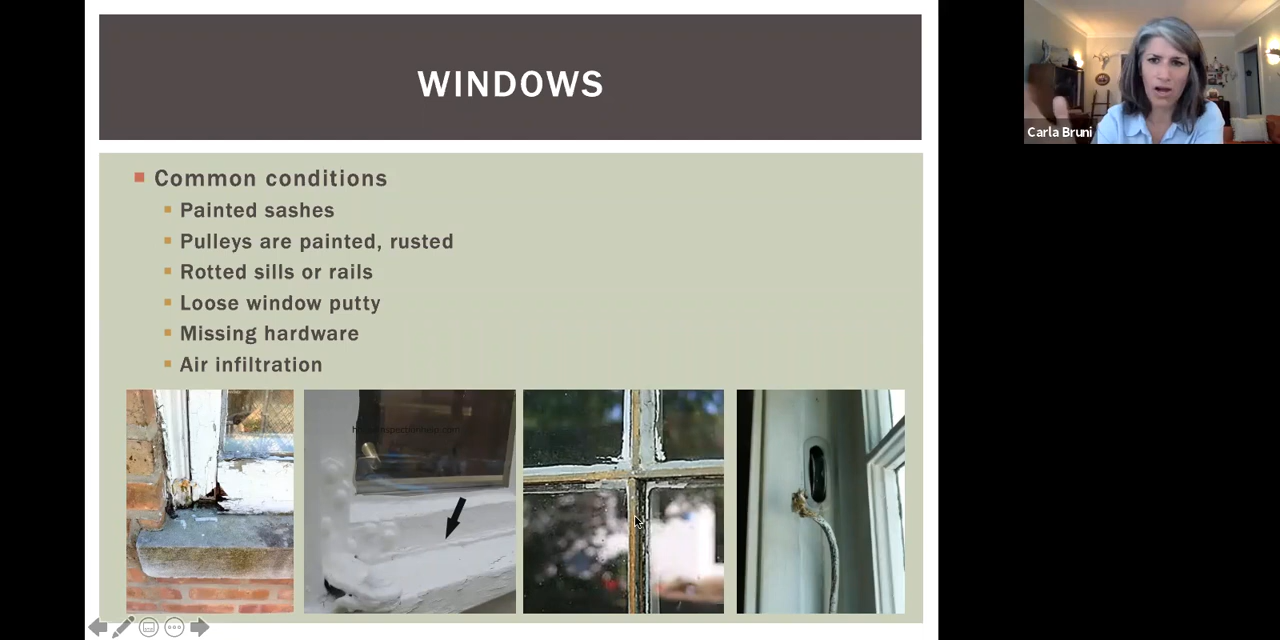 WINDOWS
Carla Bruni
Common conditions
Painted sashes
Pulleys are painted, rusted
Rotted sills or rails
Loose window putty
Missing hardware
Air infiltration